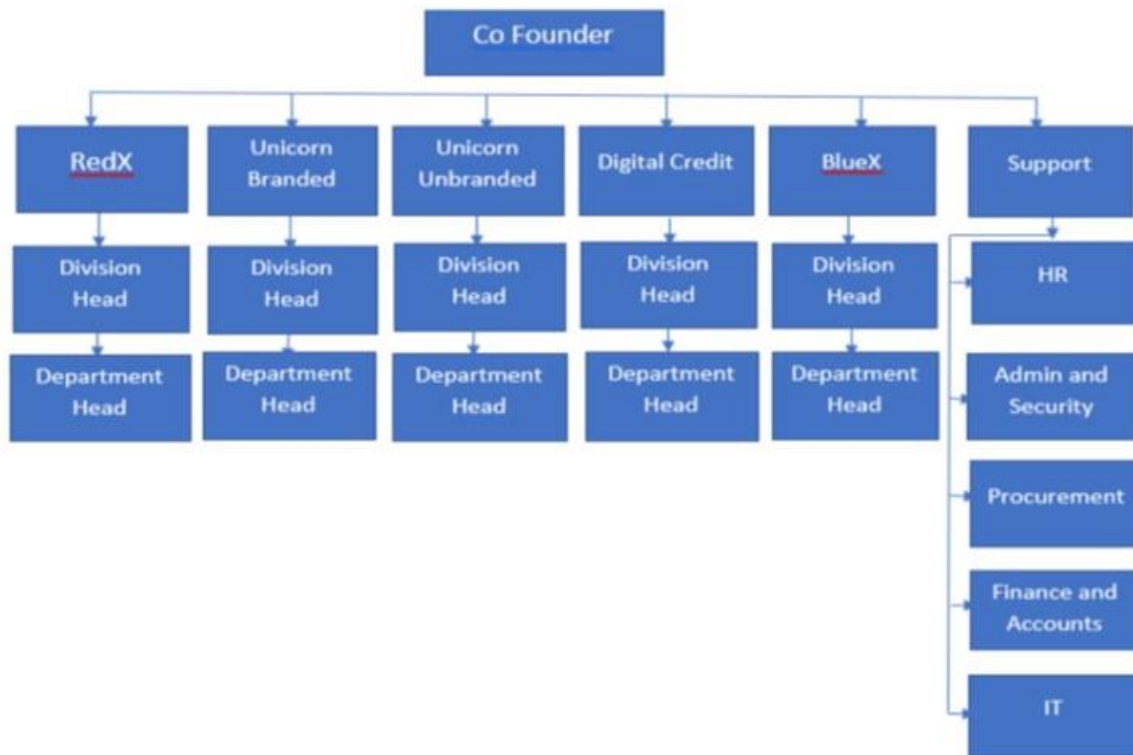 Co Founder
RedX
Unicorn
Branded
Unicorn
Unbranded
Digital Credit
BlueX
Support
Division
Head
Division
Head
Division
Head
Division
Head
Division
Head
HR
Department
Head
Department
Head
Department
Head
Department
Head
Department
Head
Admin and
Security
Procurement
Finance and
Accounts
IT